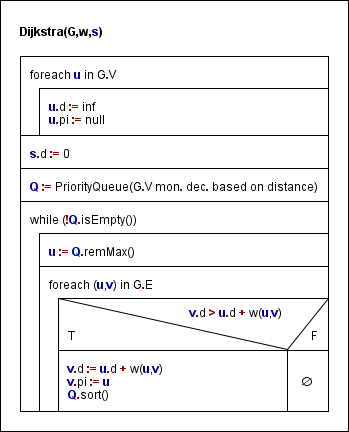 Dijkstra(G,w,s)
foreach u in G.V
u.d := inf
u.pi := null
s.d := 0
Q := PriorityQueue(G.V mon. dec. based on distance)
while (!Q.isEmpty())
u := Q.remMax()
foreach (u,v) in G.E
v.d > u.d + w(u,v)
T F
v.d := u.d + w(u,v)
v.pi := u
∅
Q.sort()